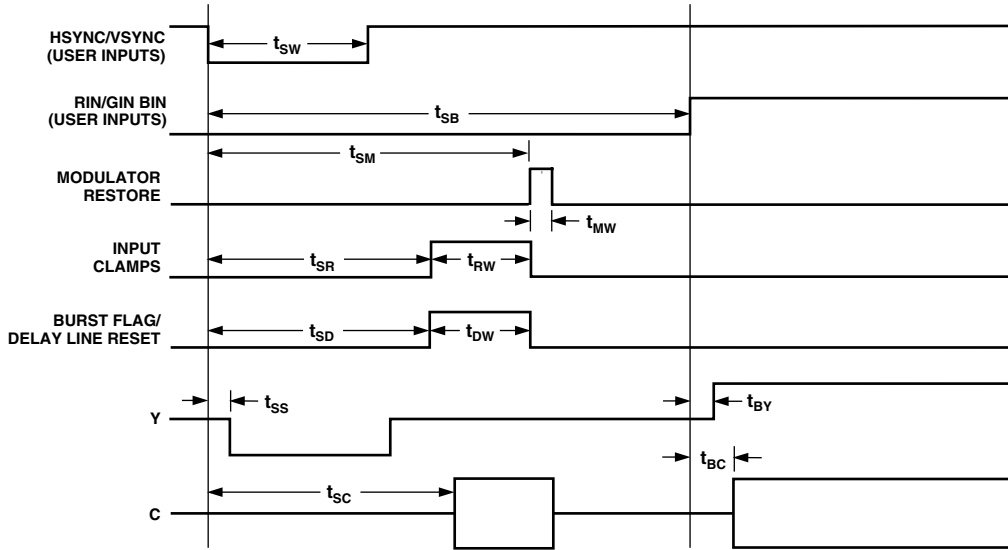 HSYNC/VSYNC
(USER INPUTS)
tSW
RIN/GIN BIN
(USER INPUTS)
tSB
tSM
MODULATOR
RESTORE
tMW
INPUT
CLAMPS
tSR
tRW
BURST FLAG/
DELAY LINE RESET
tSD
tDW
Y
tSS
tBY
tBC
C
tSC